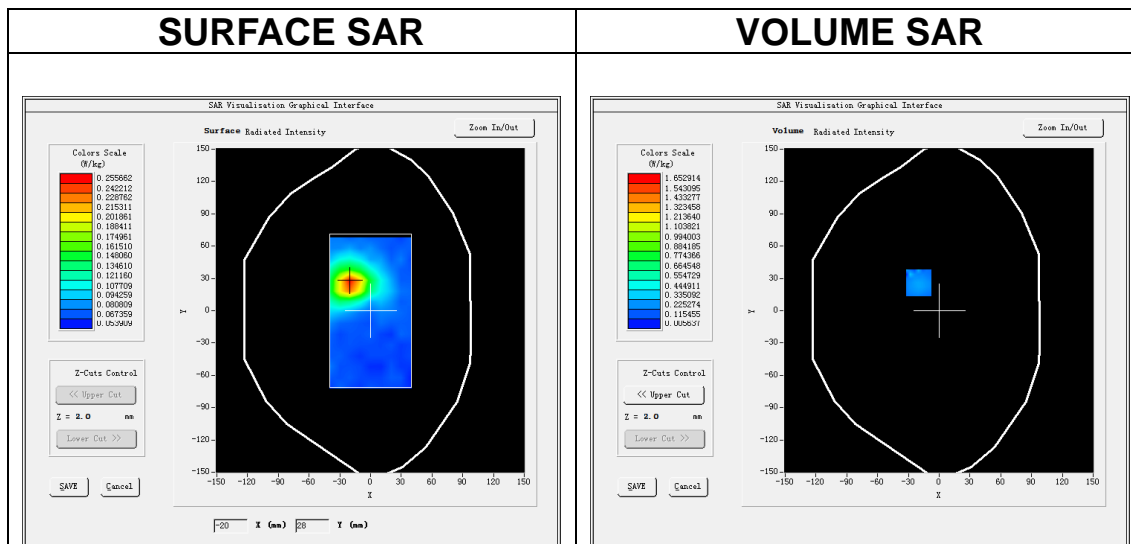 SURFACE SAR
VOLUME SAR
SAR Visualisation Graphical Interface
Surface Radiated Intensity
Zoom In/Out
Colors Scale
(W/kg)
0.255662
0.242212
0.228762
0.215311
0.201861
0.188411
0.174961
0.161510
0.148060
0.134610
0.121160
0.107709
0.094259
0.080809
0.067359
0.053909
150
120
90
60
30
0
-30
-60
-90
-120
-150
Y
-150 -120 -90 -60 -30 0 30 60 90 120 150
X
Z-Cuts Control
<< Upper Cut
Z = 2.0 mm
Lower Cut >>
SAVE Cancel
-20 X (mm) 28 Y (mm)
SAR Visualisation Graphical Interface
Volume Radiated Intensity
Zoom In/Out
Colors Scale
(W/kg)
1.652914
1.543095
1.433277
1.323458
1.213640
1.103821
0.994003
0.884185
0.774366
0.664548
0.554729
0.444911
0.335092
0.225274
0.115455
0.005637
150
120
90
60
30
0
-30
-60
-90
-120
-150
Y
-150 -120 -90 -60 -30 0 30 60 90 120 150
X
Z-Cuts Control
<< Upper Cut
Z = 2.0 mm
Lower Cut >>
SAVE Cancel